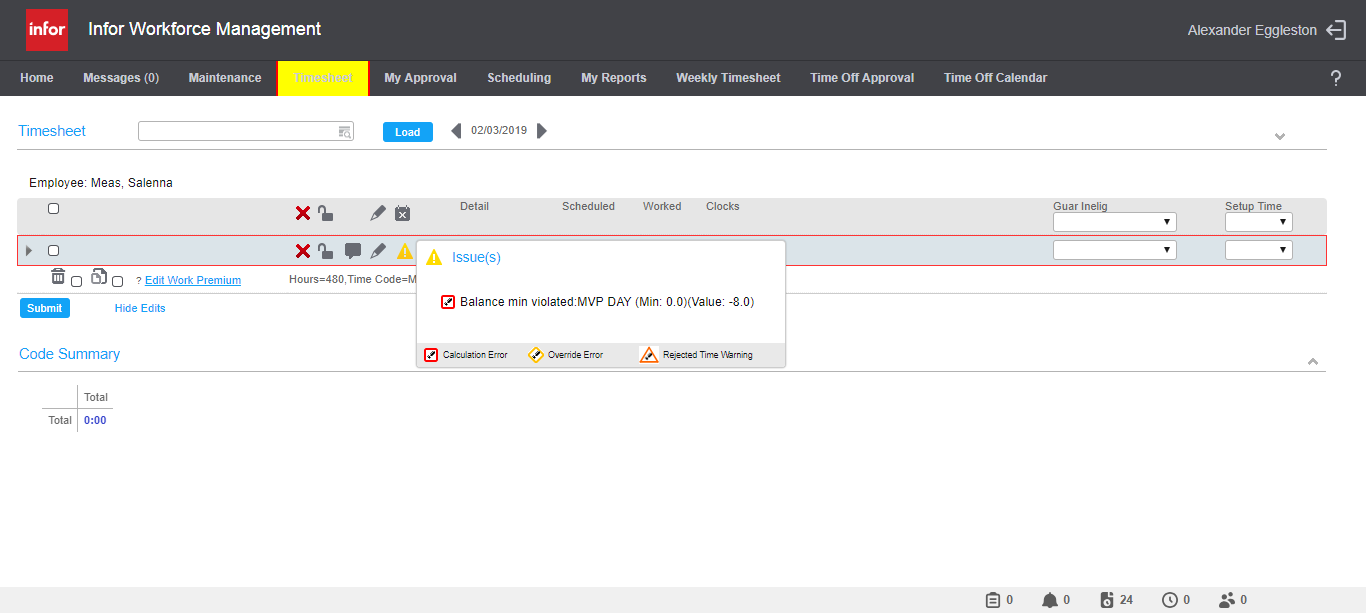 infor Infor Workforce Management Alexander Eggleston
Home Messages (0) Maintenance Timesheet My Approval Scheduling My Reports Weekly Timesheet Time Off Approval Time Off Calendar ?
Timesheet Load 02/03/2019
Employee: Meas, Salenna
Detail Scheduled Worked Clocks Guar Inelig Setup Time
Issue(s)
? Edit Work Premium Hours=480,Time Code=M
Balance min violated:MVP DAY (Min: 0.0)(Value: -8.0)
Submit Hide Edits
Calculation Error Override Error Rejected Time Warning
Code Summary
Total
Total 0:00
0 0 24 0 0